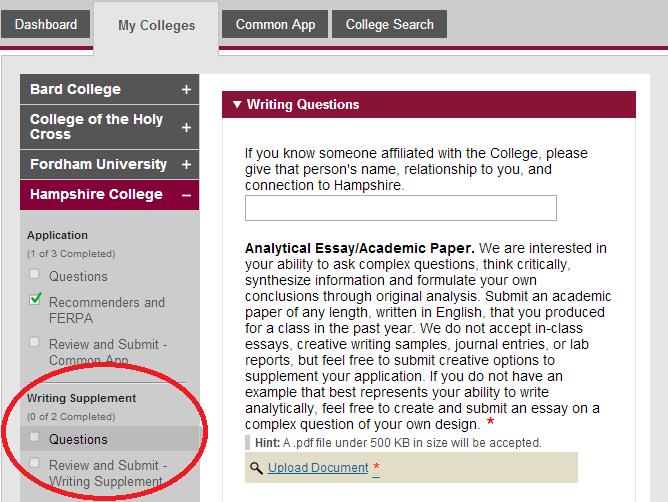 Dashboard
My Colleges
Common App
College Search
Bard College +
College of the Holy
Cross +
Fordham University +
Hampshire College –
Application
(1 of 3 Completed)
Questions
Recommenders and
FERPA
Review and Submit -
Common App
Writing Supplement
(0 of 2 Completed)
Questions
Review and Submit -
Writing Supplement
Writing Questions
If you know someone affiliated with the College, please
give that person's name, relationship to you, and
connection to Hampshire.
Analytical Essay/Academic Paper. We are interested in
your ability to ask complex questions, think critically,
synthesize information and formulate your own
conclusions through original analysis. Submit an academic
paper of any length, written in English, that you produced
for a class in the past year. We do not accept in-class
essays, creative writing samples, journal entries, or lab
reports, but feel free to submit creative options to
supplement your application. If you do not have an
example that best represents your ability to write
analytically, feel free to create and submit an essay on a
complex question of your own design. *
Hint: A .pdf file under 500 KB in size will be accepted.
Upload Document *